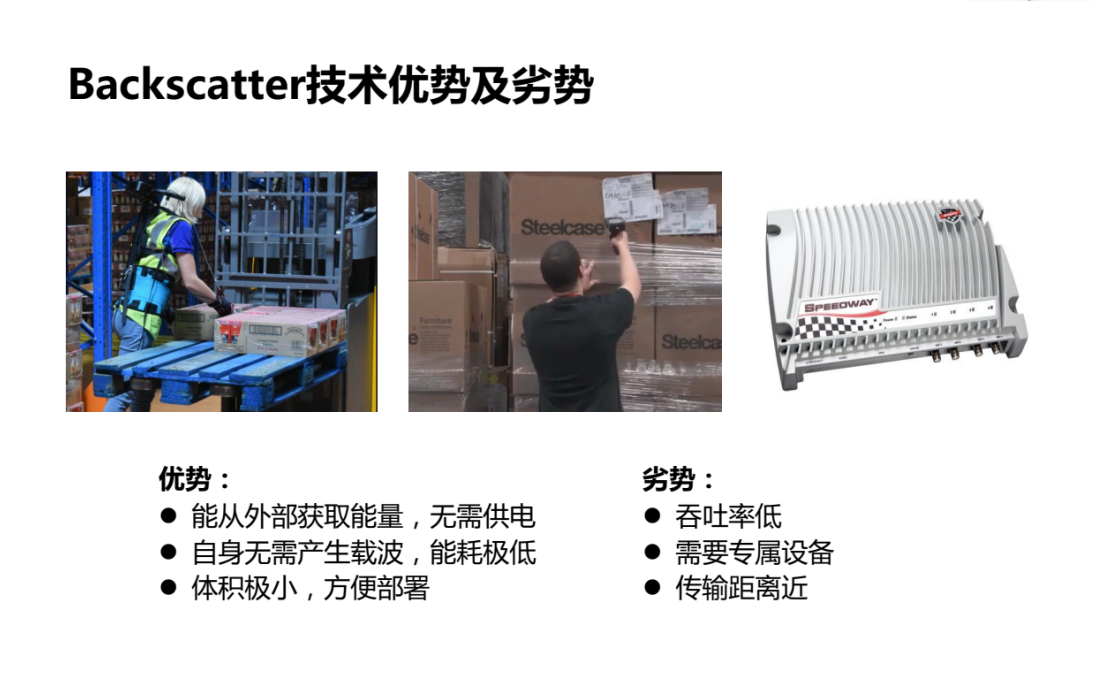 Backscatter技术优势及劣势
Steelcase
Furniture
Steelca
SPEEDWAY
优势：
● 能从外部获取能量，无需供电
● 自身无需产生载波，能耗极低
● 体积极小，方便部署
劣势：
● 吞吐率低
● 需要专属设备
● 传输距离近